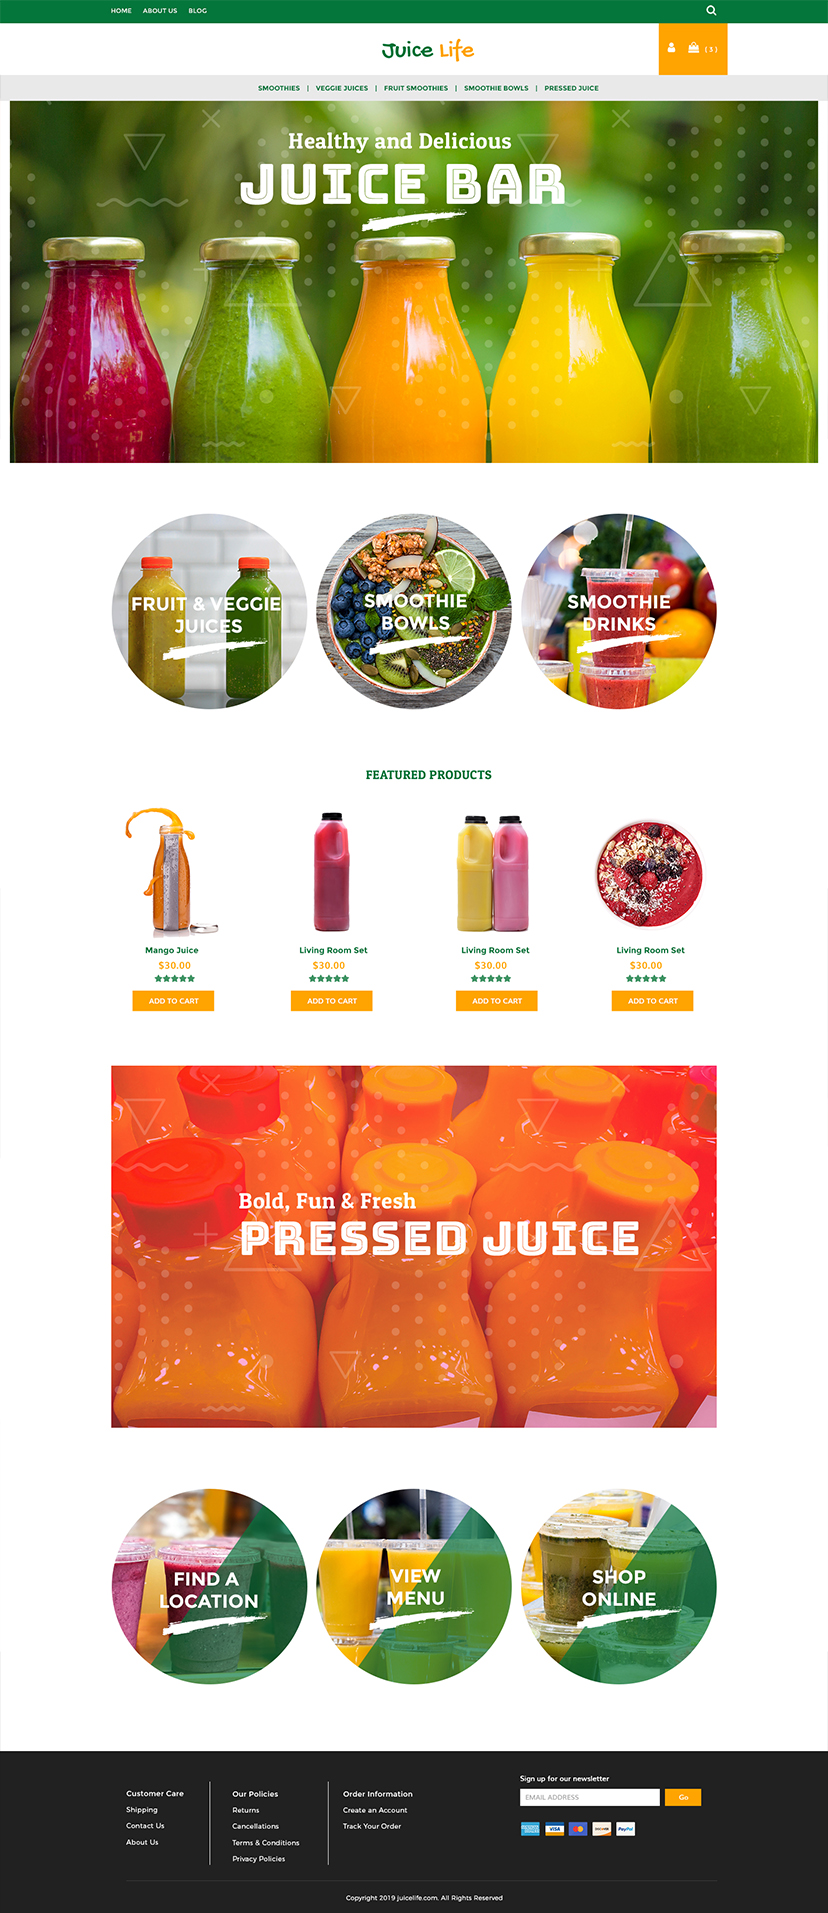 HOME ABOUT US BLOG
Juice Life
( 3 )
SMOOTHIES | VEGGIE JUICES | FRUIT SMOOTHIES | SMOOTHIE BOWLS | PRESSED JUICE
Healthy and Delicious
JUICE BAR
FRUIT & VEGGIE
JUICES
SMOOTHIE
BOWLS
SMOOTHIE
DRINKS
FEATURED PRODUCTS
Mango Juice
$30.00
ADD TO CART
Living Room Set
$30.00
ADD TO CART
Living Room Set
$30.00
ADD TO CART
Living Room Set
$30.00
ADD TO CART
Bold, Fun & Fresh
PRESSED JUICE
FIND A
LOCATION
VIEW
MENU
SHOP
ONLINE
Customer Care
Shipping
Contact Us
About Us
Our Policies
Returns
Cancellations
Terms & Conditions
Privacy Policies
Order Information
Create an Account
Track Your Order
Sign up for our newsletter
EMAIL ADDRESS Go
VISA PayPal
Copyright 2019 juicelife.com. All Rights Reserved